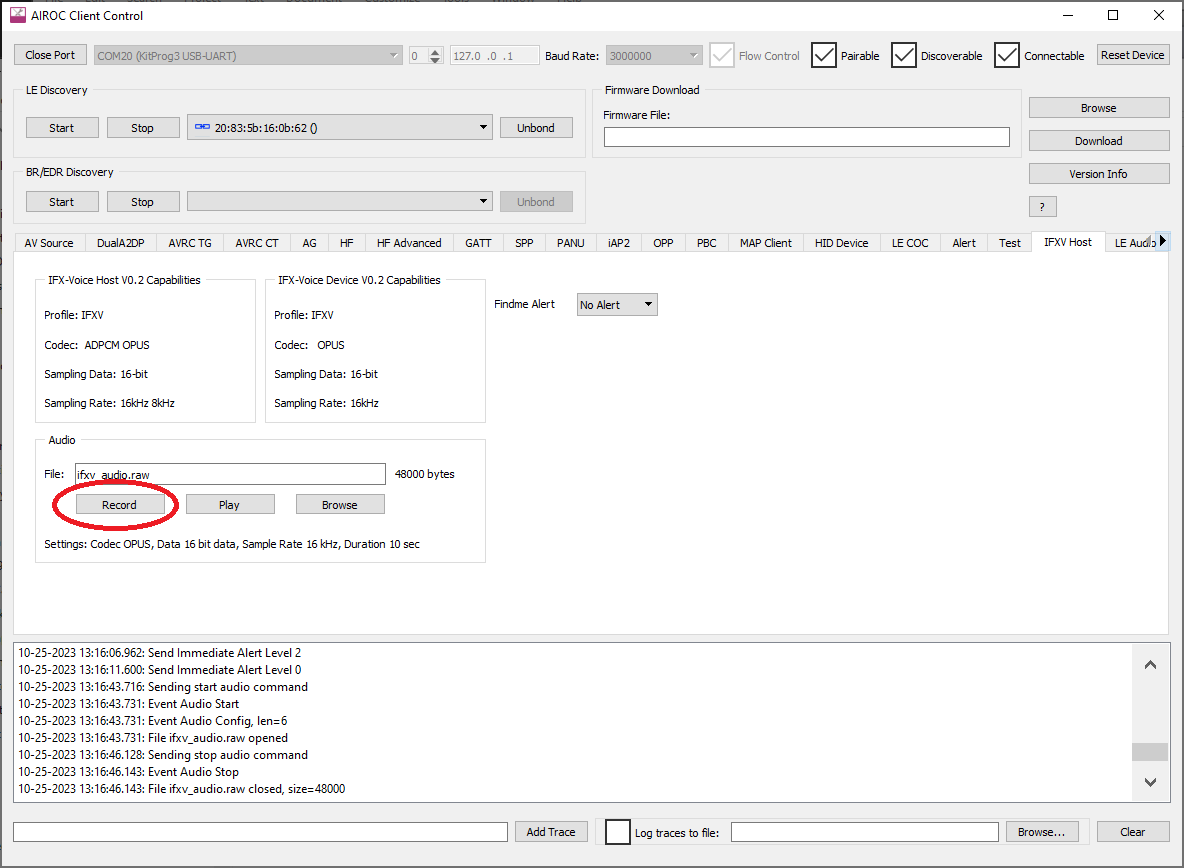 AIROC Client Control
Close Port COM20 (KitProg3 USB-UART) 0 127.0 .0 .1 Baud Rate: 3000000 Flow Control Pairable Discoverable Connectable Reset Device
LE Discovery
Start Stop 20:83:5b:16:0b:62 () Unbond
Firmware Download
Firmware File:
Browse
Download
Version Info
?
BR/EDR Discovery
Start Stop Unbond
AV Source DualA2DP AVRC TG AVRC CT AG HF HF Advanced GATT SPP PANU iAP2 OPP PBC MAP Client HID Device LE COC Alert Test IFXV Host LE Audio
IFX-Voice Host V0.2 Capabilities
Profile: IFXV
Codec: ADPCM OPUS
Sampling Data: 16-bit
Sampling Rate: 16kHz 8kHz
IFX-Voice Device V0.2 Capabilities
Profile: IFXV
Codec: OPUS
Sampling Data: 16-bit
Sampling Rate: 16kHz
Findme Alert No Alert
Audio
File: ifxv_audio.raw 48000 bytes
Record Play Browse
Settings: Codec OPUS, Data 16 bit data, Sample Rate 16 kHz, Duration 10 sec
10-25-2023 13:16:06.962: Send Immediate Alert Level 2
10-25-2023 13:16:11.600: Send Immediate Alert Level 0
10-25-2023 13:16:43.716: Sending start audio command
10-25-2023 13:16:43.731: Event Audio Start
10-25-2023 13:16:43.731: Event Audio Config, len=6
10-25-2023 13:16:43.731: File ifxv_audio.raw opened
10-25-2023 13:16:46.128: Sending stop audio command
10-25-2023 13:16:46.143: Event Audio Stop
10-25-2023 13:16:46.143: File ifxv_audio.raw closed, size=48000
Add Trace Log traces to file: Browse... Clear